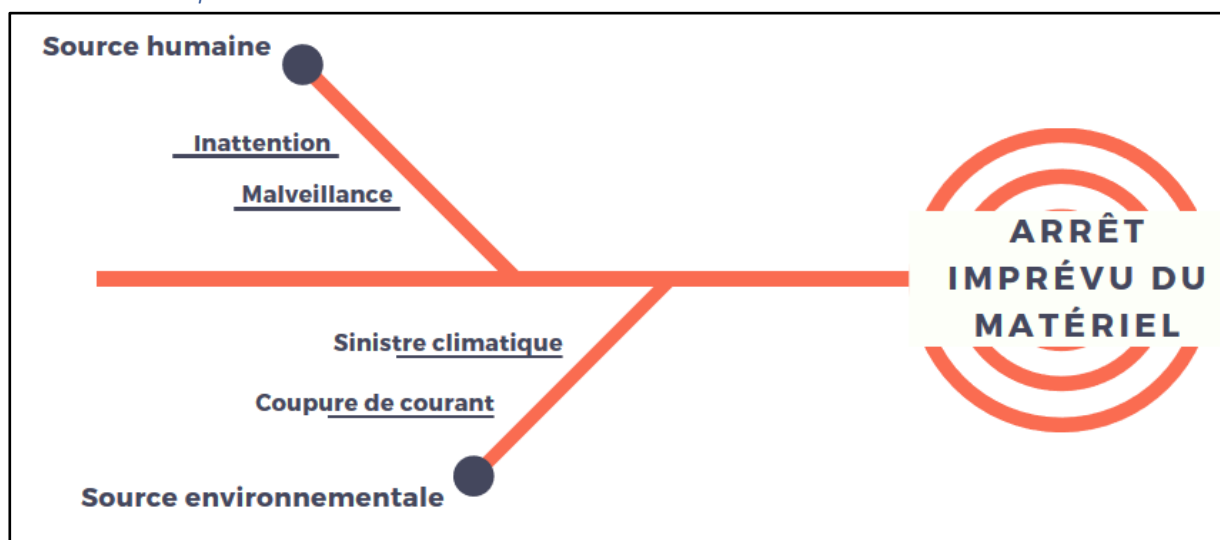 Source humaine
Inattention
Malveillance
ARRÊT
IMPRÉVU DU
MATÉRIEL
Sinistre climatique
Coupure de courant
Source environnementale